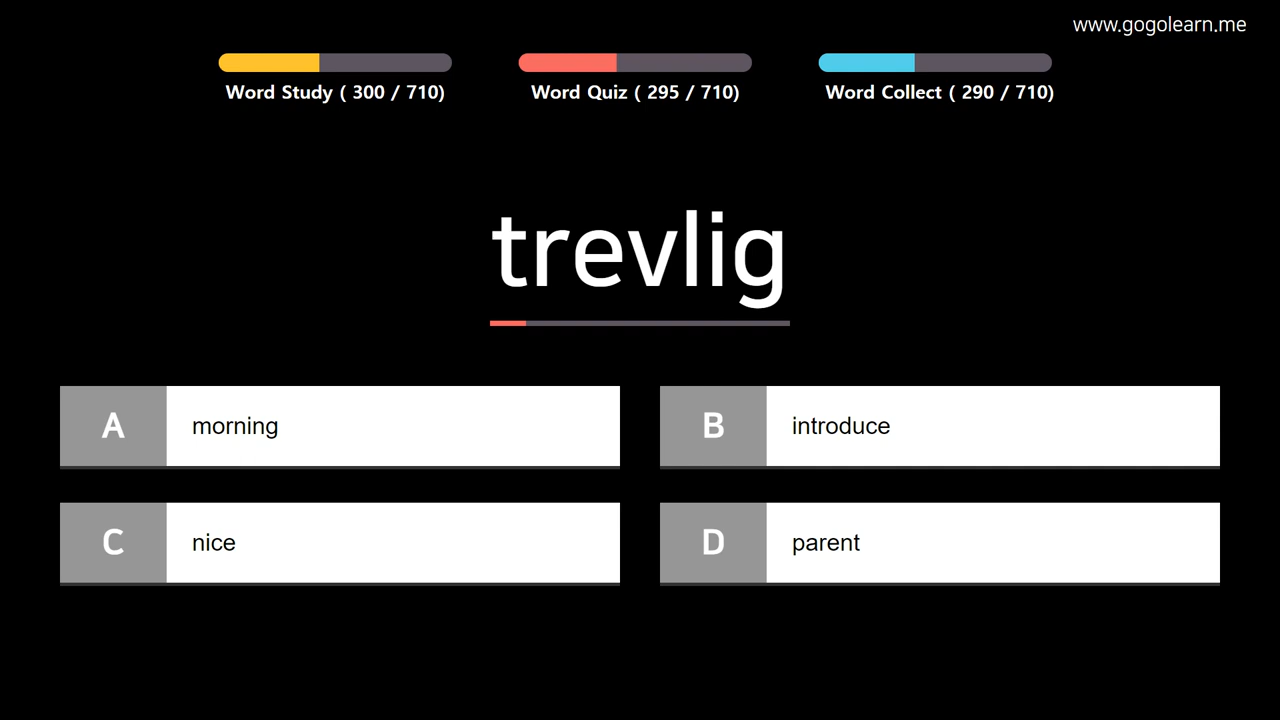 www.gogolearn.me
Word Study ( 300 / 710)
Word Quiz ( 295 / 710)
Word Collect ( 290 / 710)
trevlig
A morning
B introduce
C nice
D parent